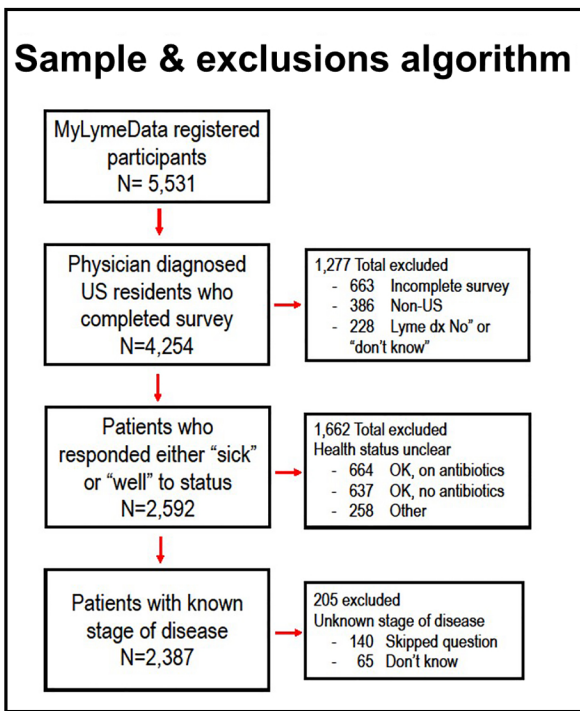 Sample & exclusions algorithm
MyLymeData registered
participants
N= 5,531
Physician diagnosed
US residents who
completed survey
N=4,254
1,277 Total excluded
- 663 Incomplete survey
- 386 Non-US
- 228 Lyme dx No” or
“don’t know”
Patients who
responded either “sick”
or “well” to status
N=2,592
1,662 Total excluded
Health status unclear
- 664 OK, on antibiotics
- 637 OK, no antibiotics
- 258 Other
Patients with known
stage of disease
N=2,387
205 excluded
Unknown stage of disease
- 140 Skipped question
- 65 Don’t know